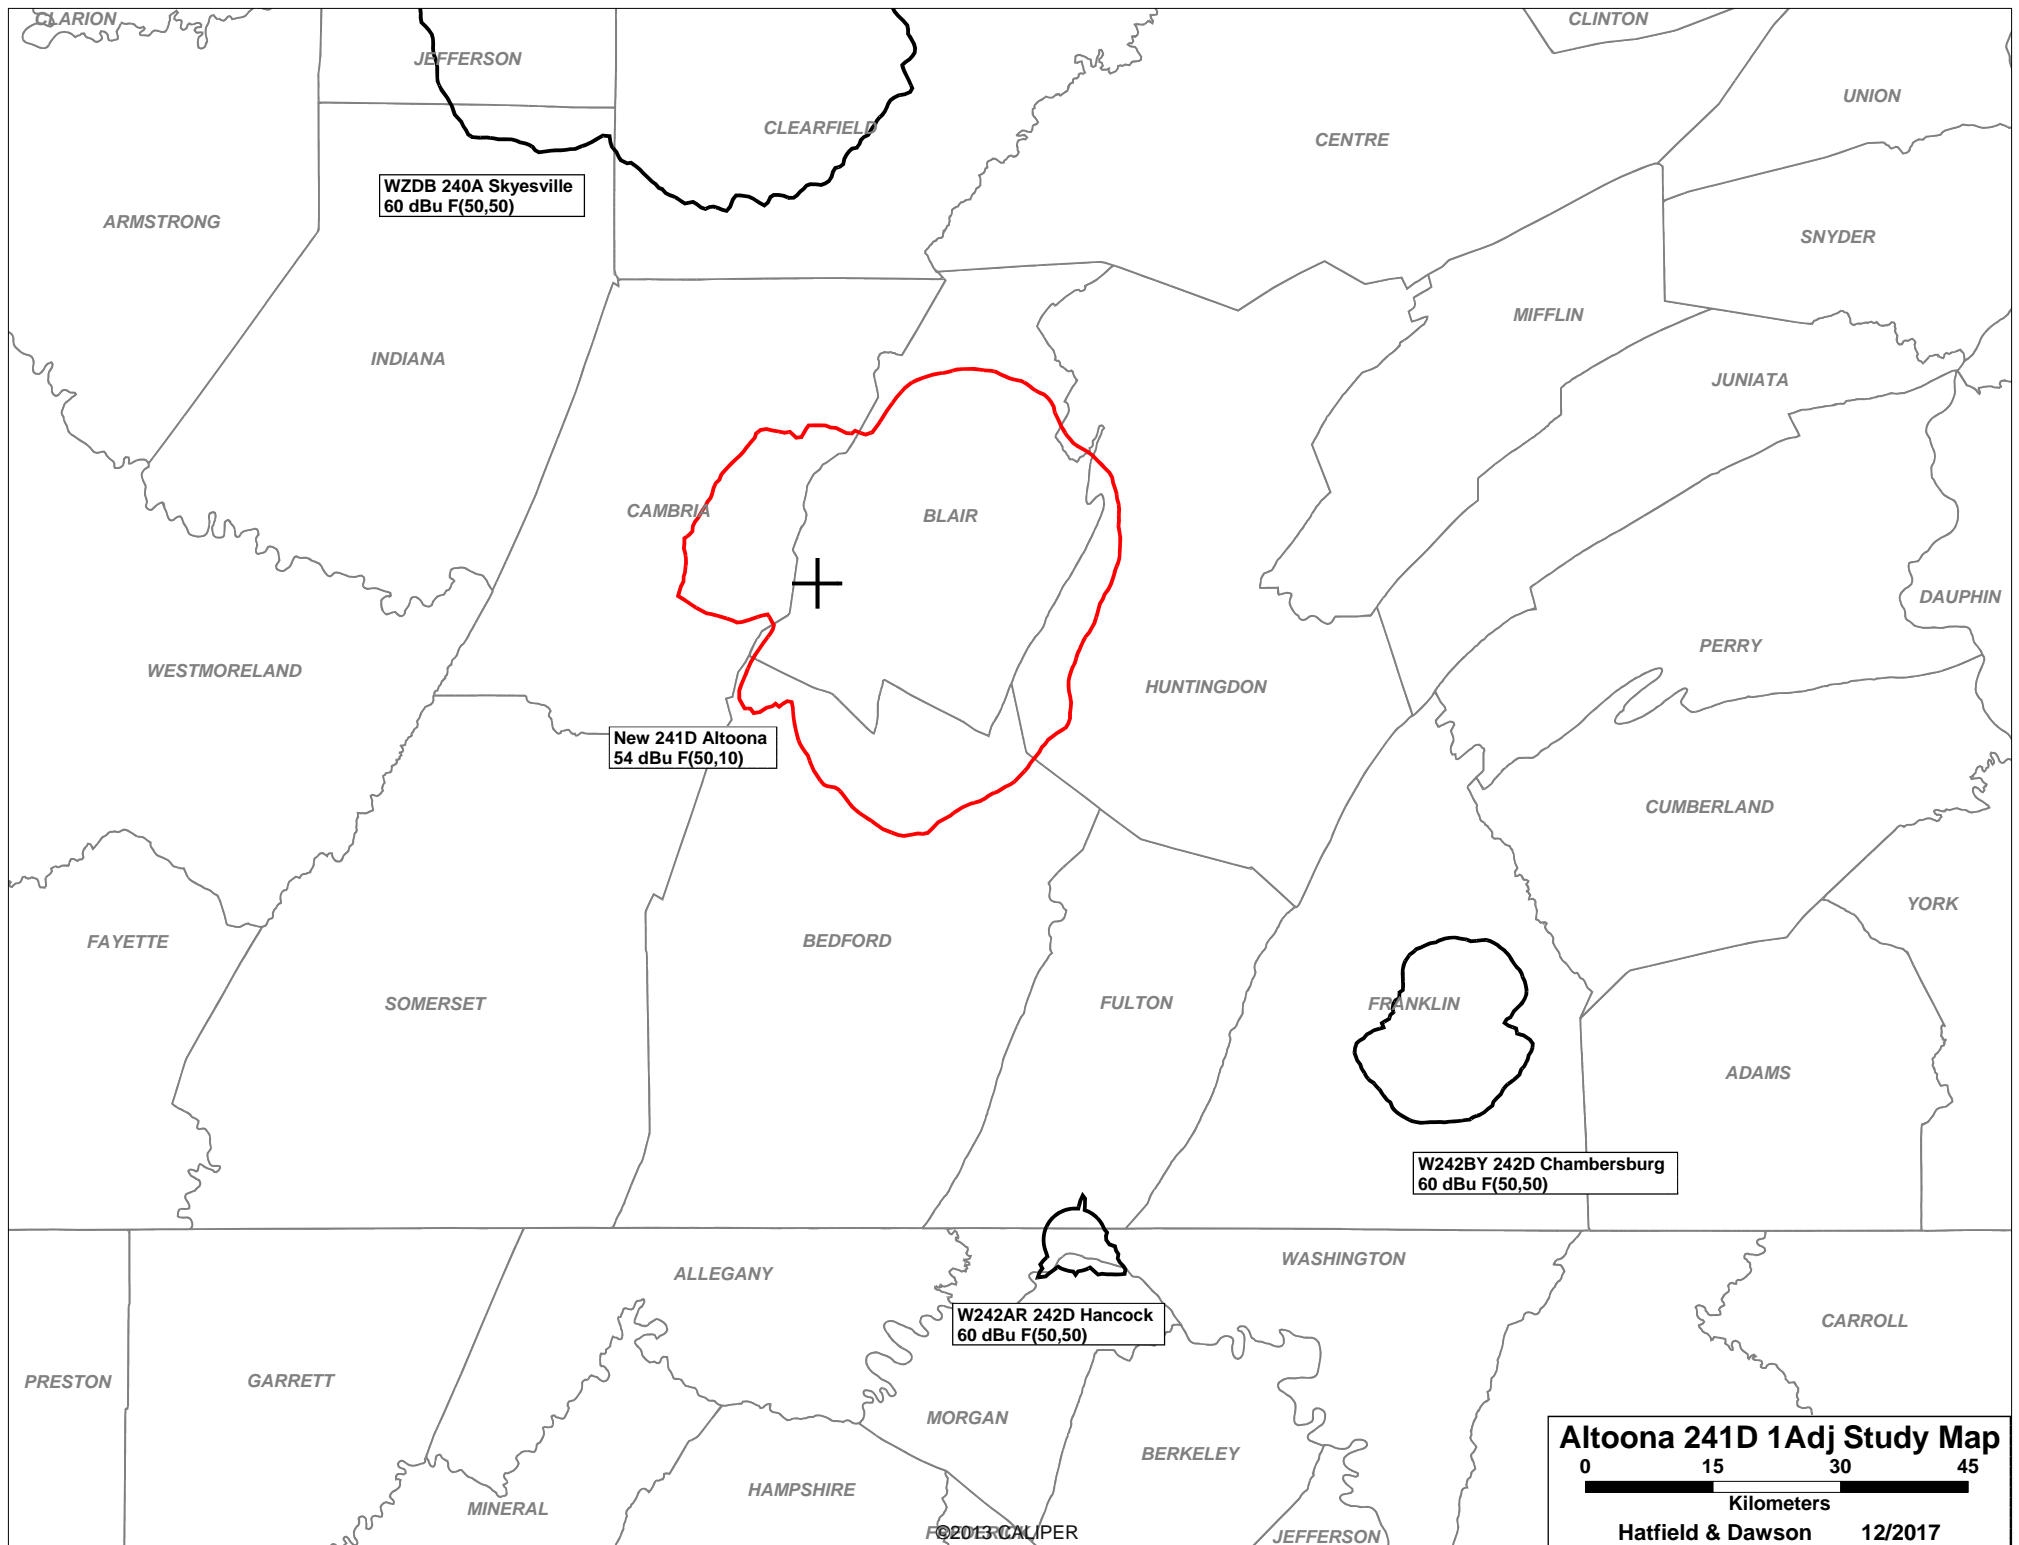 CLARION
CLINTON
JEFFERSON
UNION
CLEARFIELD
CENTRE
WZDB 240A Skyesville
60 dBu F(50,50)
ARMSTRONG
SNYDER
MIFFLIN
INDIANA
JUNIATA
CAMBRIA
BLAIR
DAUPHIN
PERRY
WESTMORELAND
HUNTINGDON
New 241D Altoona
54 dBu F(50,10)
CUMBERLAND
YORK
FAYETTE
BEDFORD
SOMERSET
FULTON
FRANKLIN
ADAMS
W242BY 242D Chambersburg
60 dBu F(50,50)
WASHINGTON
ALLEGANY
W242AR 242D Hancock
60 dBu F(50,50)
CARROLL
PRESTON
GARRETT
MORGAN
BERKELEY
HAMPSHIRE
MINERAL
FREDERICK
©2013 CALIPER
JEFFERSON
Altoona 241D 1Adj Study Map
0 15 30 45
Kilometers
Hatfield & Dawson 12/2017